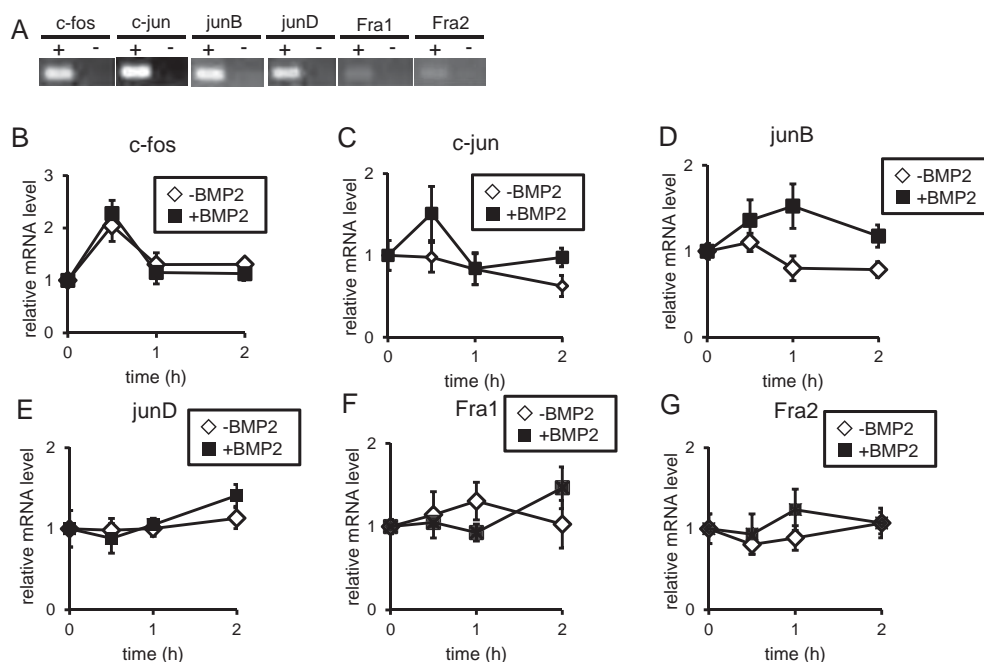 A
c-fos c-jun junB junD Fra1 Fra2
+ - + - + - + - + - + -
B
c-fos
relative mRNA level
3
2
1
0
-BMP2
+BMP2
0 1 2
time (h)
C
c-jun
relative mRNA level
2
1
0
-BMP2
+BMP2
0 1 2
time (h)
D
junB
relative mRNA level
2
1
0
-BMP2
+BMP2
0 1 2
time (h)
E
junD
relative mRNA level
2
1
0
-BMP2
+BMP2
0 1 2
time (h)
F
Fra1
relative mRNA level
2
1
0
-BMP2
+BMP2
0 1 2
time (h)
G
Fra2
relative mRNA level
2
1
0
-BMP2
+BMP2
0 1 2
time (h)